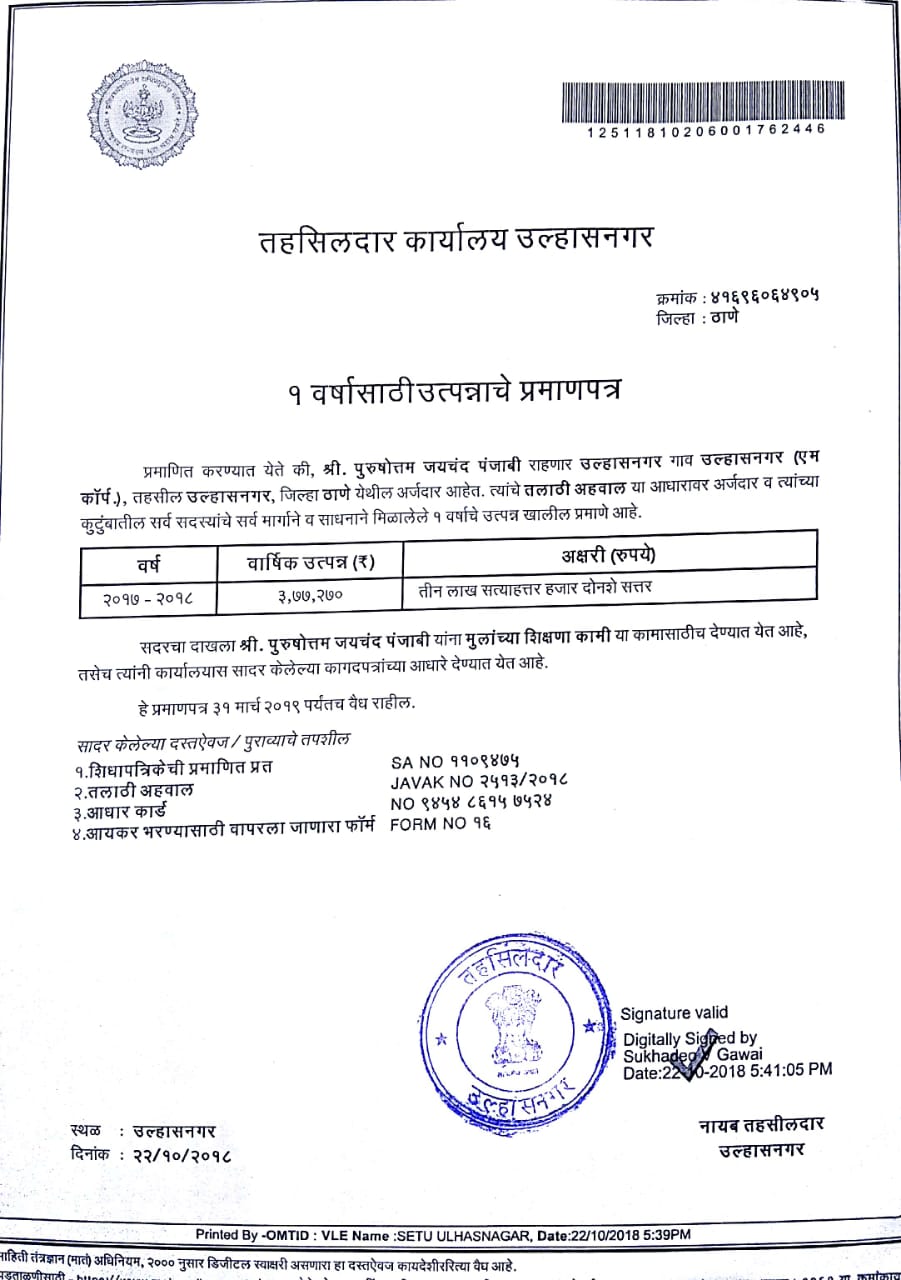 12511810206001762446
तहसिलदार कार्यालय उल्हासनगर
क्रमांक : ४१६९६०६४९०५
जिल्हा : ठाणे
१ वर्षासाठी उत्पन्नाचे प्रमाणपत्र
प्रमाणित करण्यात येते की, श्री. पुरुषोत्तम जयचंद पंजाबी राहणार उल्हासनगर गाव उल्हासनगर (एम
कॉर्प.), तहसील उल्हासनगर, जिल्हा ठाणे येथील अर्जदार आहेत. त्यांचे तलाठी अहवाल या आधारावर अर्जदार व त्यांच्या
कुटुंबातील सर्व सदस्यांचे सर्व मार्गाने व साधनाने मिळालेले १ वर्षाचे उत्पन्न खालील प्रमाणे आहे.
वर्ष वार्षिक उत्पन्न (₹) अक्षरी (रुपये)
२०१७ - २०१८ ३,७७,२७० तीन लाख सत्याहत्तर हजार दोनशे सत्तर
सदरचा दाखला श्री. पुरुषोत्तम जयचंद पंजाबी यांना मुलांच्या शिक्षणा कामी या कामासाठीच देण्यात येत आहे,
तसेच त्यांनी कार्यालयास सादर केलेल्या कागदपत्रांच्या आधारे देण्यात येत आहे.
हे प्रमाणपत्र ३१ मार्च २०१९ पर्यंतच वैध राहील.
सादर केलेल्या दस्तऐवज / पुराव्याचे तपशील
१.शिधापत्रिकेची प्रमाणित प्रत SA NO ११०९४७५
२.तलाठी अहवाल JAVAK NO २५१३/२०१८
३.आधार कार्ड NO ९४५४ ८६१५ ७५२४
४.आयकर भरण्यासाठी वापरला जाणारा फॉर्म FORM NO १६
तहसिलदार
उल्हासनगर
Signature valid
Digitally Signed by
Sukhadeo V Gawai
Date:22-10-2018 5:41:05 PM
स्थळ : उल्हासनगर
दिनांक : २२/१०/२०१८
नायब तहसीलदार
उल्हासनगर
Printed By -OMTID : VLE Name :SETU ULHASNAGAR, Date:22/10/2018 5:39PM
माहिती तंत्रज्ञान (मातं) अधिनियम, २००० नुसार डिजीटल स्वाक्षरी असणारा हा दस्तऐवज कायदेशीररित्या वैध आहे.